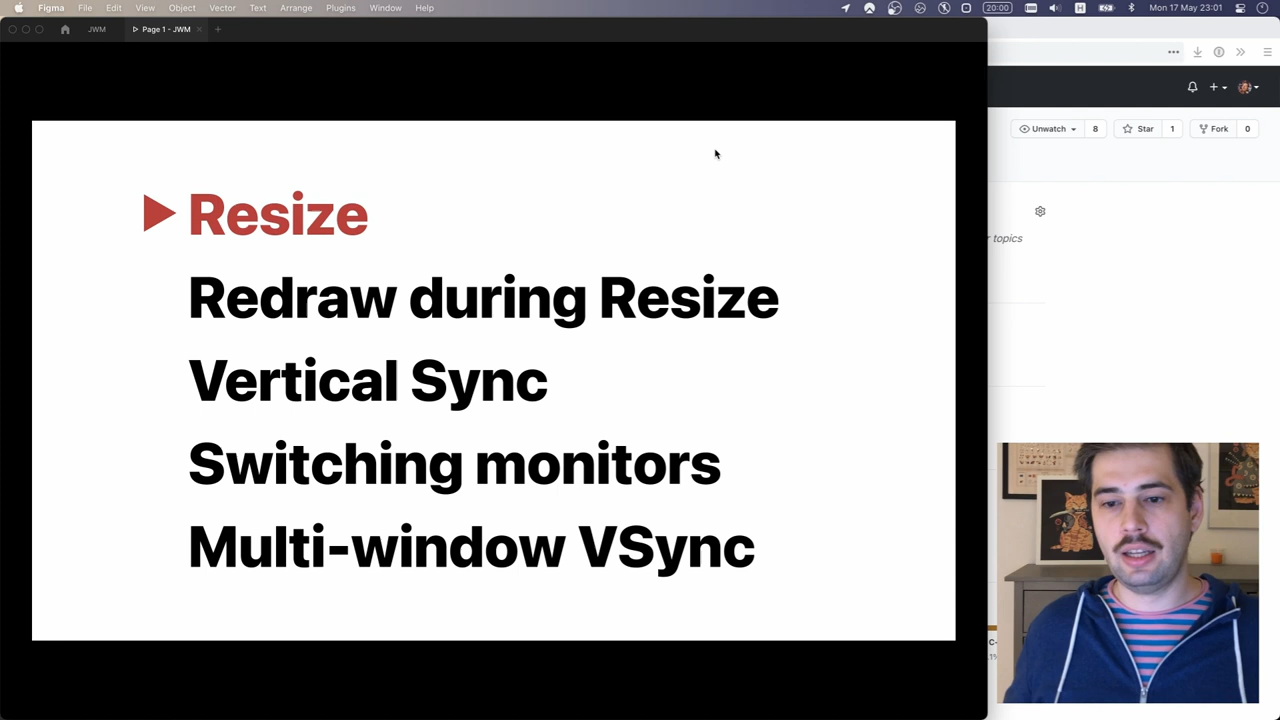 Figma File Edit View Object Vector Text Arrange Plugins Window Help
20:00 H Mon 17 May 23:01
JWM Page 1 - JWM
Unwatch 8 Star 1 Fork 0
Resize
topics
Redraw during Resize
Vertical Sync
Switching monitors
Multi-window VSync